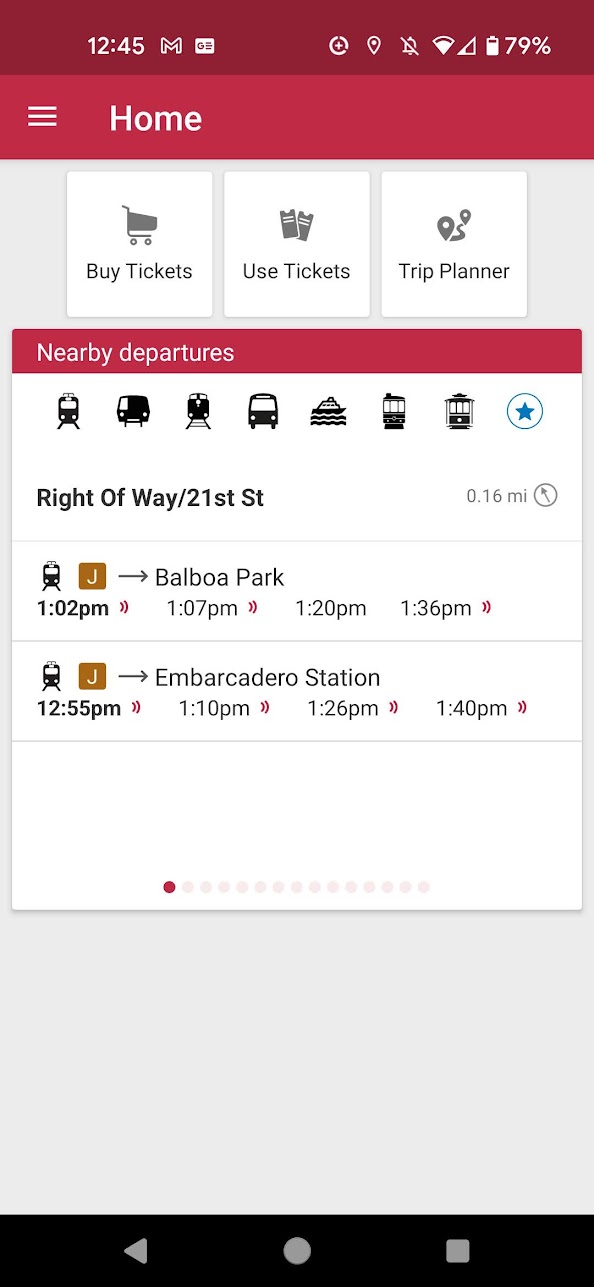 12:45 GE 79%
Home
Buy Tickets Use Tickets Trip Planner
Nearby departures
Right Of Way/21st St 0.16 mi
J Balboa Park
1:02pm 1:07pm 1:20pm 1:36pm
J Embarcadero Station
12:55pm 1:10pm 1:26pm 1:40pm